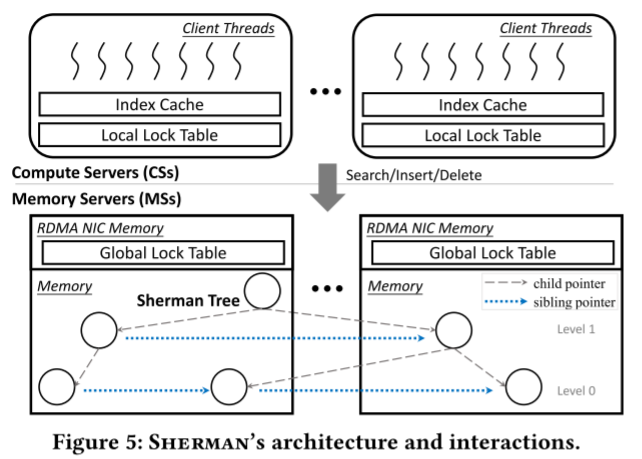 Client Threads
Client Threads
Index Cache
Index Cache
Local Lock Table
Local Lock Table
Compute Servers (CSs)
Search/Insert/Delete
Memory Servers (MSs)
RDMA NIC Memory
RDMA NIC Memory
Global Lock Table
Global Lock Table
Memory
Memory
child pointer
Sherman Tree
sibling pointer
Level 1
Level 0
Figure 5: SHERMAN's architecture and interactions.